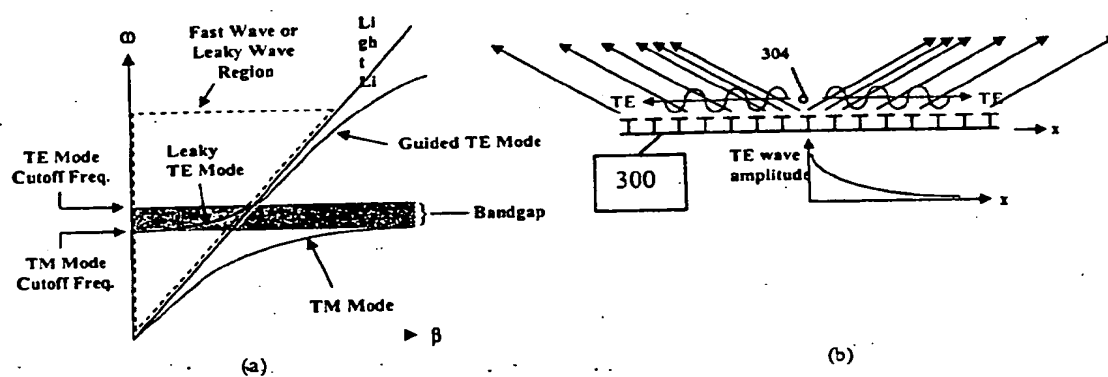 ω
Fast Wave or
Leaky Wave
Region
Li
gh
t
Li
Guided TE Mode
Leaky
TE Mode
TE Mode
Cutoff Freq.
Bandgap
TM Mode
Cutoff Freq.
TM Mode
β
(a)
304
TE
TE
x
300
TE wave
amplitude
x
(b)